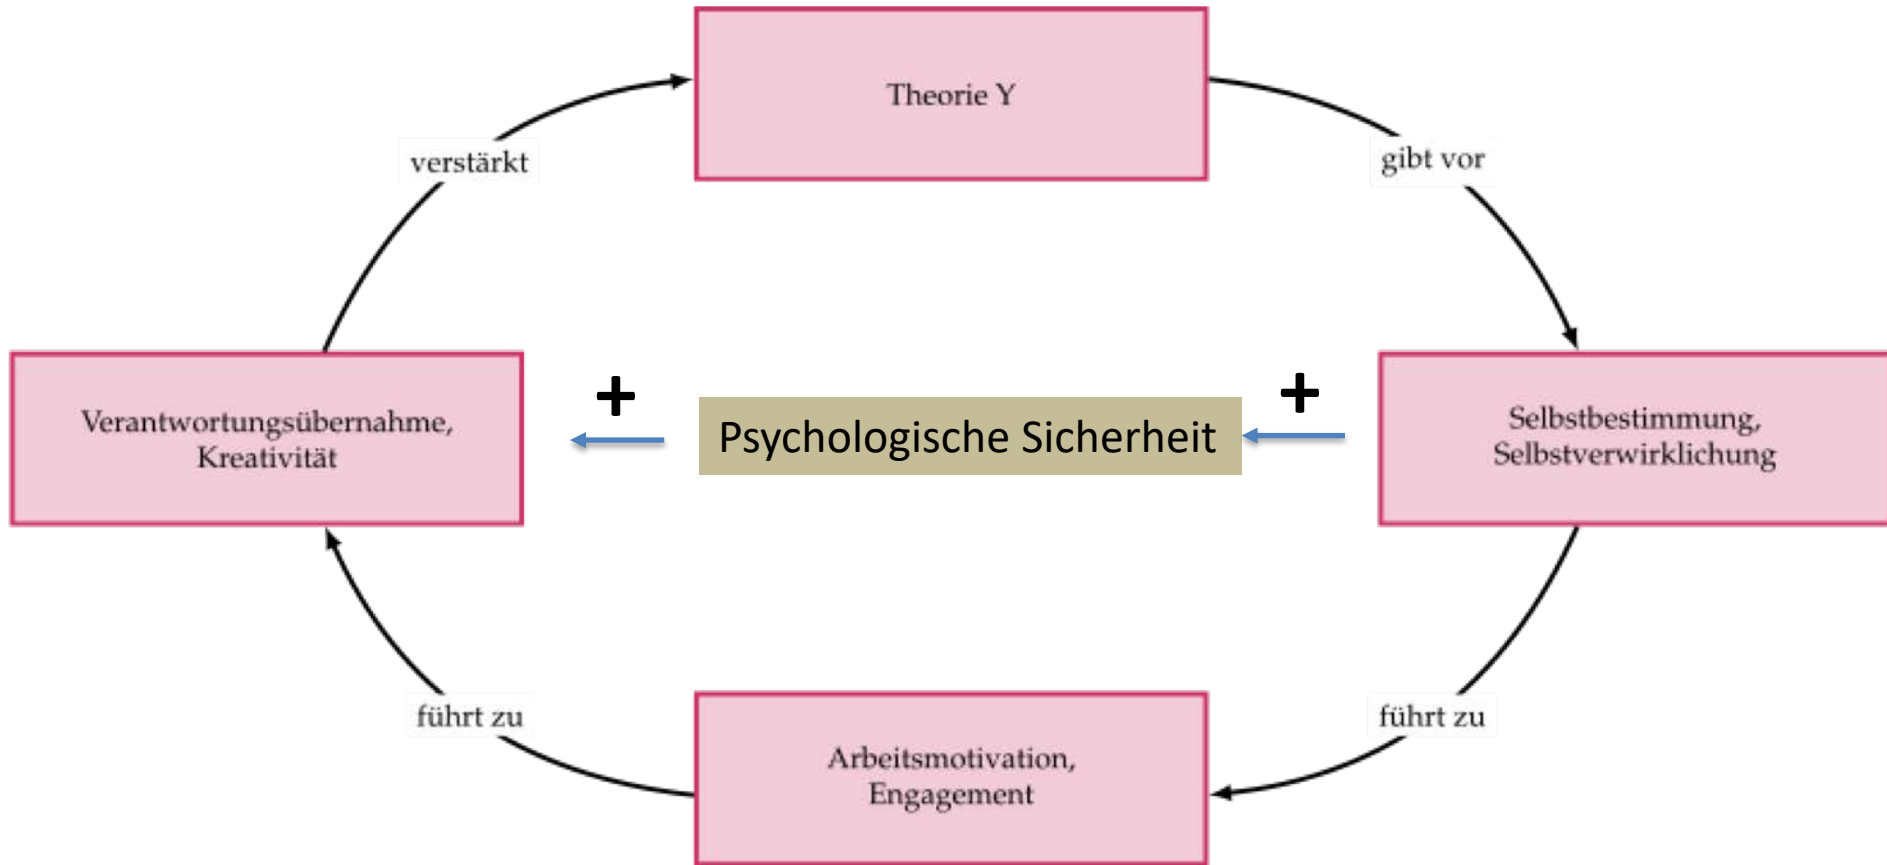 Theorie Y
verstärkt
gibt vor
+
+
Verantwortungsübernahme,
Kreativität
Psychologische Sicherheit
Selbstbestimmung,
Selbstverwirklichung
führt zu
führt zu
Arbeitsmotivation,
Engagement